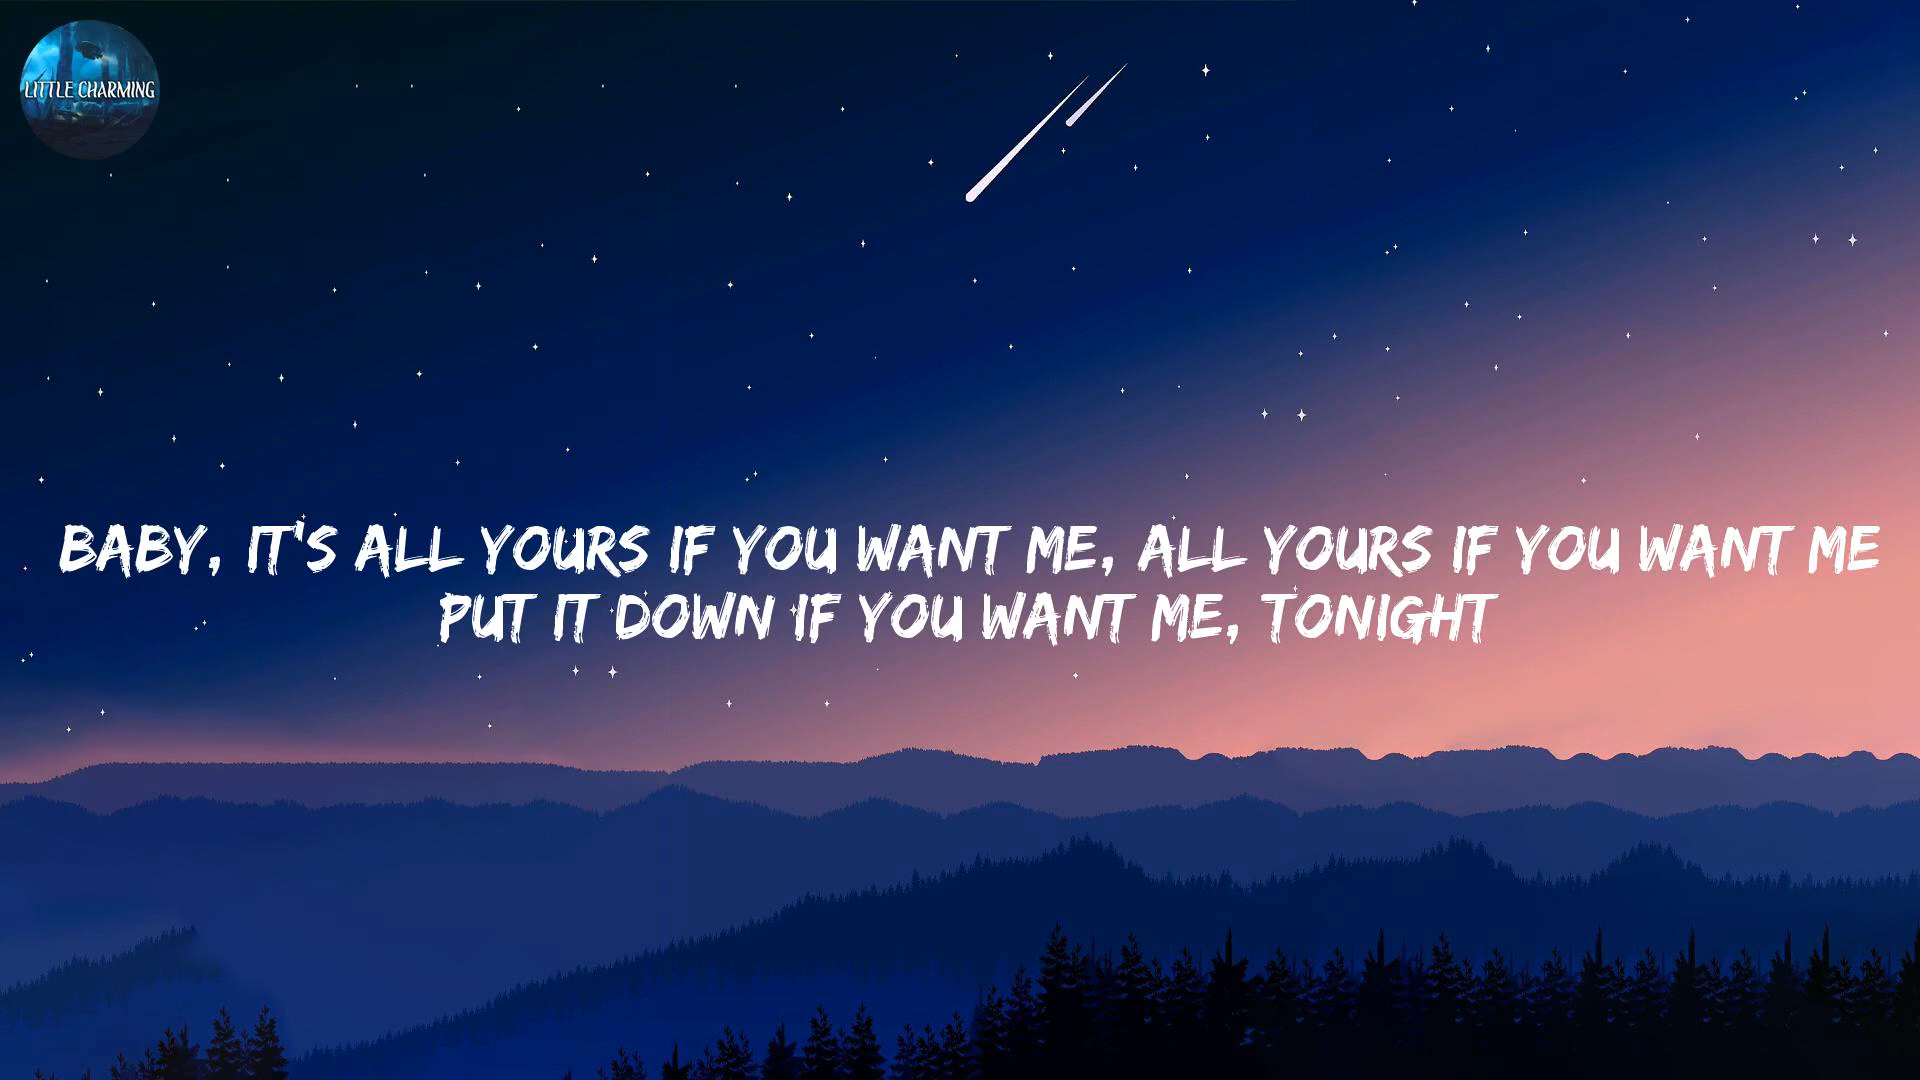 LITTLE CHARMING
BABY, IT'S ALL YOURS IF YOU WANT ME, ALL YOURS IF YOU WANT ME
PUT IT DOWN IF YOU WANT ME, TONIGHT